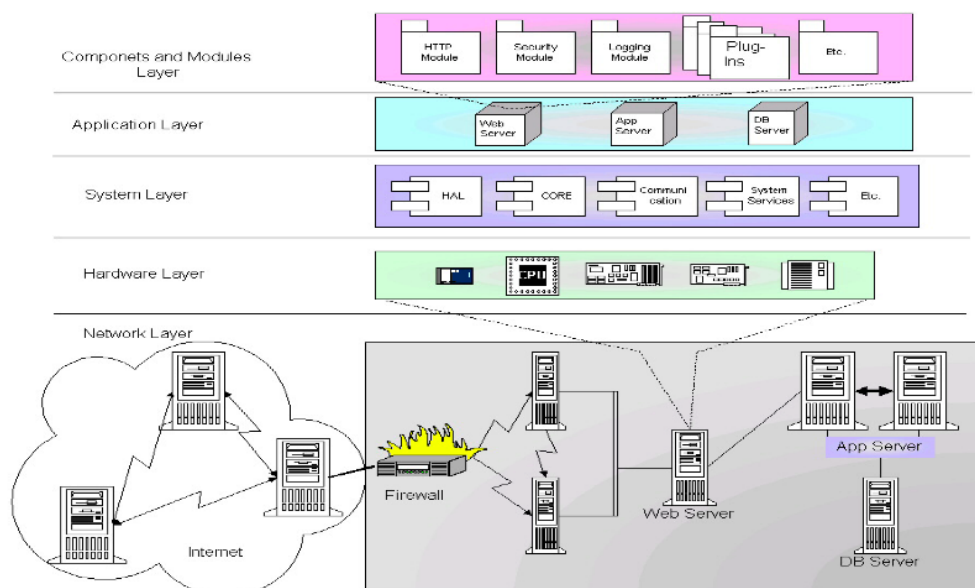 Componets and Modules
Layer
HTTP
Module
Security
Module
Logging
Module
Plug-
Ins
Etc.
Application Layer
Web
Server
App
Server
DB
Server
System Layer
HAL
CORE
Communi
cation
System
Services
Etc.
Hardware Layer
CPU
Network Layer
Firewall
Internet
Web Server
App Server
DB Server